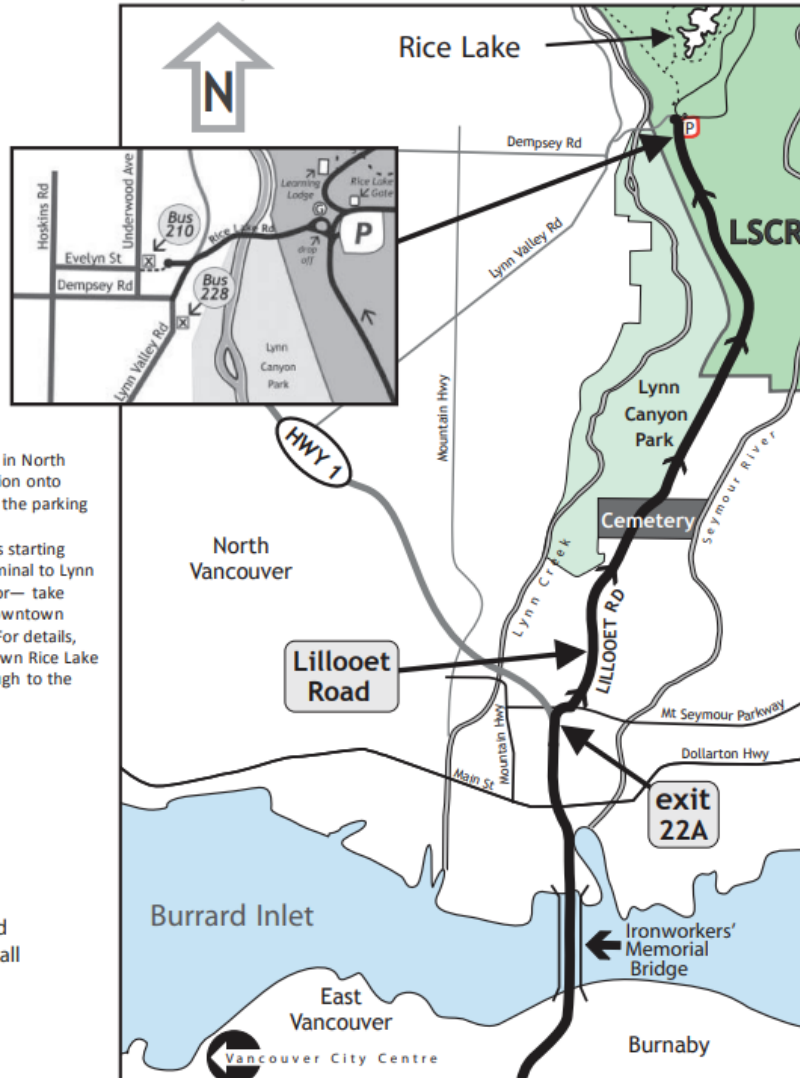 Rice Lake
N
Dempsey Rd
P
LSCR
Lynn Valley Rd
Hoskins Rd
Underwood Ave
Bus
210
Evelyn St
Dempsey Rd
Rice Lake Rd
Bus
228
Lynn Valley Rd
Learning
Lodge
Rice Lake
Gate
G
drop
off
P
Lynn
Canyon
Park
Mountain Hwy
Lynn
Canyon
Park
HWY 1
Cemetery
Seymour River
in North
ion onto
the parking
s starting
minal to Lynn
or— take
owntown
For details,
wn Rice Lake
gh to the
North
Vancouver
Lynn Creek
LILLOOET RD
Lillooet
Road
Mt Seymour Parkway
Mountain Hwy
Dollarton Hwy
Main St
exit
22A
Burrard Inlet
d
all
Ironworkers'
Memorial
Bridge
East
Vancouver
Burnaby
Vancouver City Centre